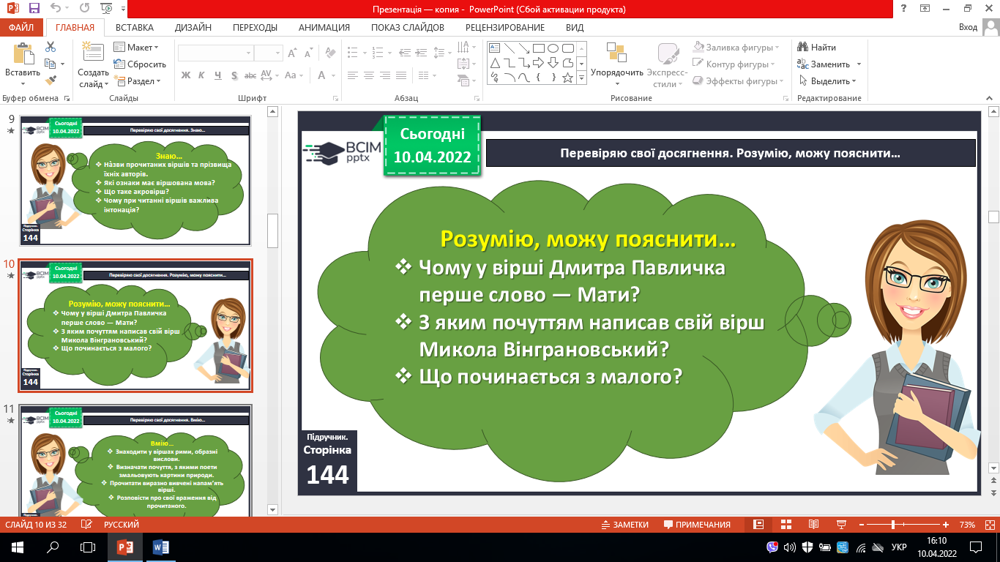 Презентація — копия - PowerPoint (Сбой активации продукта)
ФАЙЛ ГЛАВНАЯ ВСТАВКА ДИЗАЙН ПЕРЕХОДЫ АНИМАЦИЯ ПОКАЗ СЛАЙДОВ РЕЦЕНЗИРОВАНИЕ ВИД Вход
Вставить
Буфер обмена
Создать
слайд
Макет
Сбросить
Раздел
Слайды
Ж К Ч S abc AV Aa A
Шрифт
Абзац
Упорядочить
Экспресс-
стили
Заливка фигуры
Контур фигуры
Эффекты фигуры
Рисование
Найти
Заменить
Выделить
Редактирование
9
Сьогодні
10.04.2022
BCIM
Перевіряю свої досягнення. Знаю...
Знаю...
Назви прочитаних віршів та прізвища
їхніх авторів.
Які ознаки має віршована мова?
Що таке акровірш?
Чому при читанні віршів важлива
інтонація?
Підручник.
Сторінка
144
10
Сьогодні
10.04.2022
BCIM
Перевіряю свої досягнення. Розумію, можу пояснити...
Розумію, можу пояснити...
Чому у вірші Дмитра Павличка
перше слово — Мати?
З яким почуттям написав свій вірш
Микола Вінграновський?
Що починається з малого?
Підручник.
Сторінка
144
11
Сьогодні
10.04.2022
BCIM
Перевіряю свої досягнення. Вмію...
Вмію...
Знаходити у віршах рими, образні
вислови.
Визначати почуття, з якими поети
змальовують картини природи.
Прочитати виразно вивчені напам'ять
вірші.
Розповісти про свої враження від
прочитаного.
Сьогодні
10.04.2022
BCIM
pptx
Перевіряю свої досягнення. Розумію, можу пояснити...
Розумію, можу пояснити...
Чому у вірші Дмитра Павличка
перше слово — Мати?
З яким почуттям написав свій вірш
Микола Вінграновський?
Що починається з малого?
Підручник.
Сторінка
144
СЛАЙД 10 ИЗ 32 РУССКИЙ ЗАМЕТКИ ПРИМЕЧАНИЯ 73%
УКР
16:10
10.04.2022